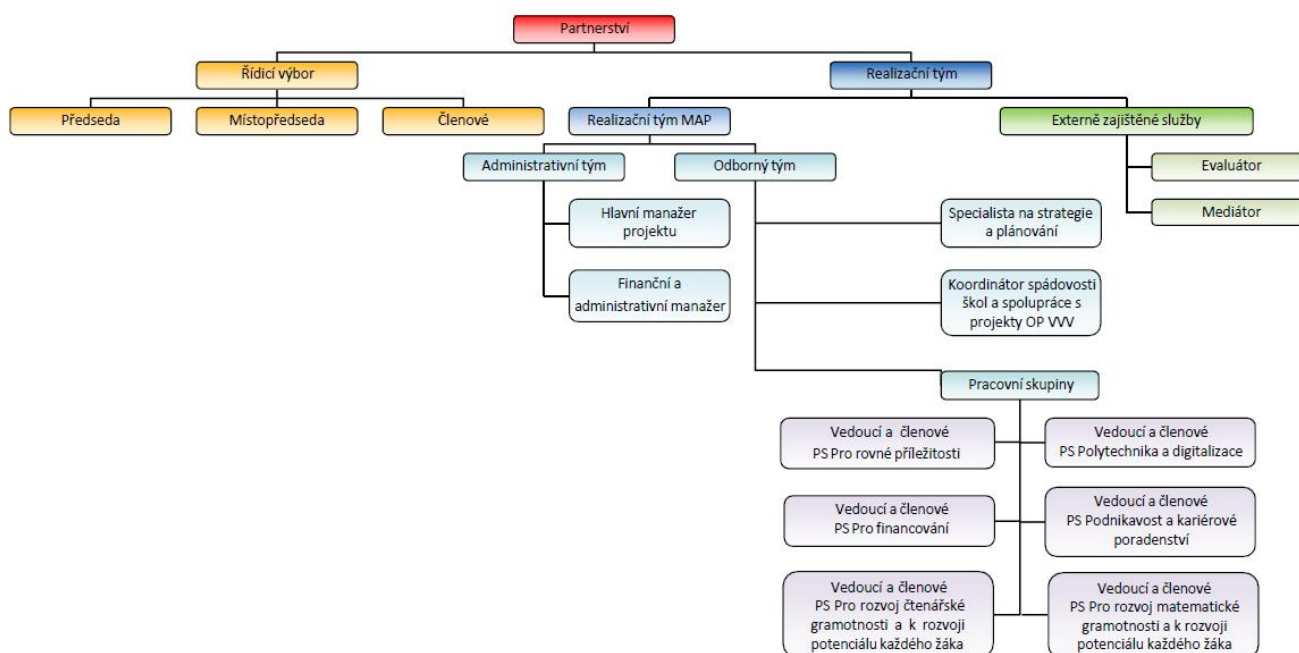 Partnerství
Řídicí výbor
Realizační tým
Předseda
Místopředseda
Členové
Realizační tým MAP
Externě zajištěné služby
Administrativní tým
Odborný tým
Evaluátor
Hlavní manažer
projektu
Specialista na strategie
a plánování
Mediátor
Finanční a
administrativní manažer
Koordinátor spádovosti
škol a spolupráce s
projekty OP VVV
Pracovní skupiny
Vedoucí a členové
PS Pro rovné příležitosti
Vedoucí a členové
PS Polytechnika a digitalizace
Vedoucí a členové
PS Pro financování
Vedoucí a členové
PS Podnikavost a kariérové
poradenství
Vedoucí a členové
PS Pro rozvoj čtenářské
gramotnosti a k rozvoji
potenciálu každého žáka
Vedoucí a členové
PS Pro rozvoj matematické
gramotnosti a k rozvoji
potenciálu každého žáka